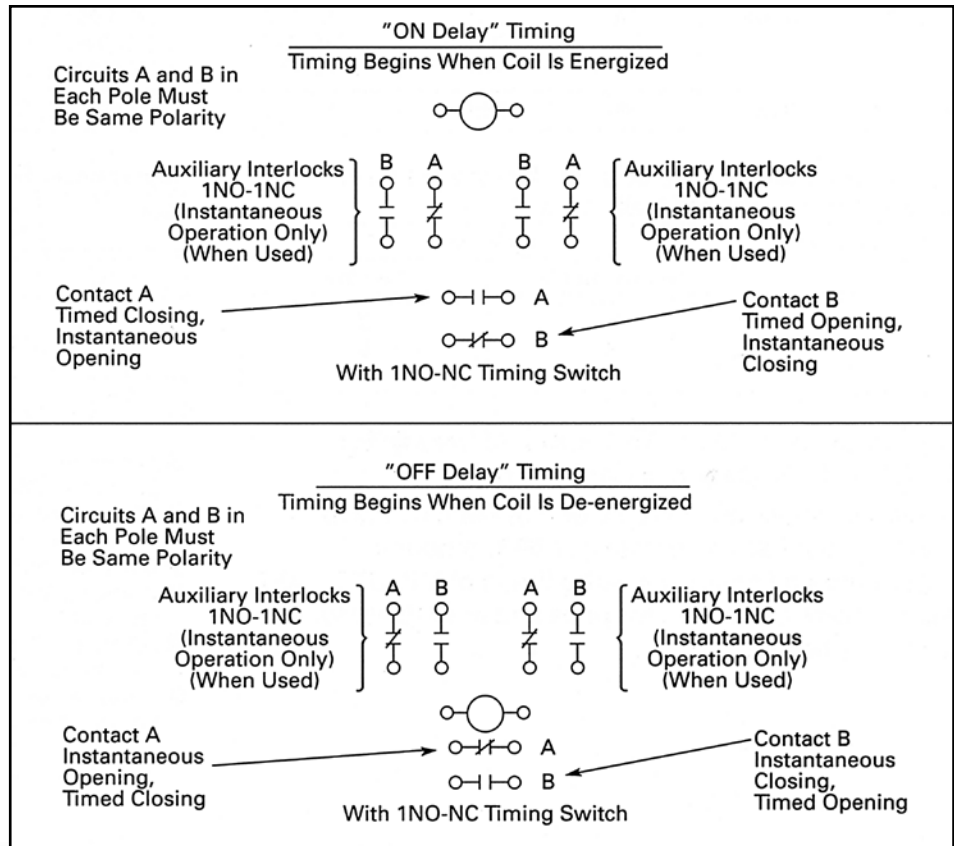 "ON Delay" Timing
Timing Begins When Coil Is Energized
Circuits A and B in
Each Pole Must
Be Same Polarity
Auxiliary Interlocks
1NO-1NC
(Instantaneous
Operation Only)
(When Used)
B A B A
Auxiliary Interlocks
1NO-1NC
(Instantaneous
Operation Only)
(When Used)
Contact A
Timed Closing,
Instantaneous
Opening
A
B
With 1NO-NC Timing Switch
Contact B
Timed Opening,
Instantaneous
Closing
"OFF Delay" Timing
Timing Begins When Coil Is De-energized
Circuits A and B in
Each Pole Must
Be Same Polarity
Auxiliary Interlocks
1NO-1NC
(Instantaneous
Operation Only)
(When Used)
A B A B
Auxiliary Interlocks
1NO-1NC
(Instantaneous
Operation Only)
(When Used)
Contact A
Instantaneous
Opening,
Timed Closing
A
B
With 1NO-NC Timing Switch
Contact B
Instantaneous
Closing,
Timed Opening